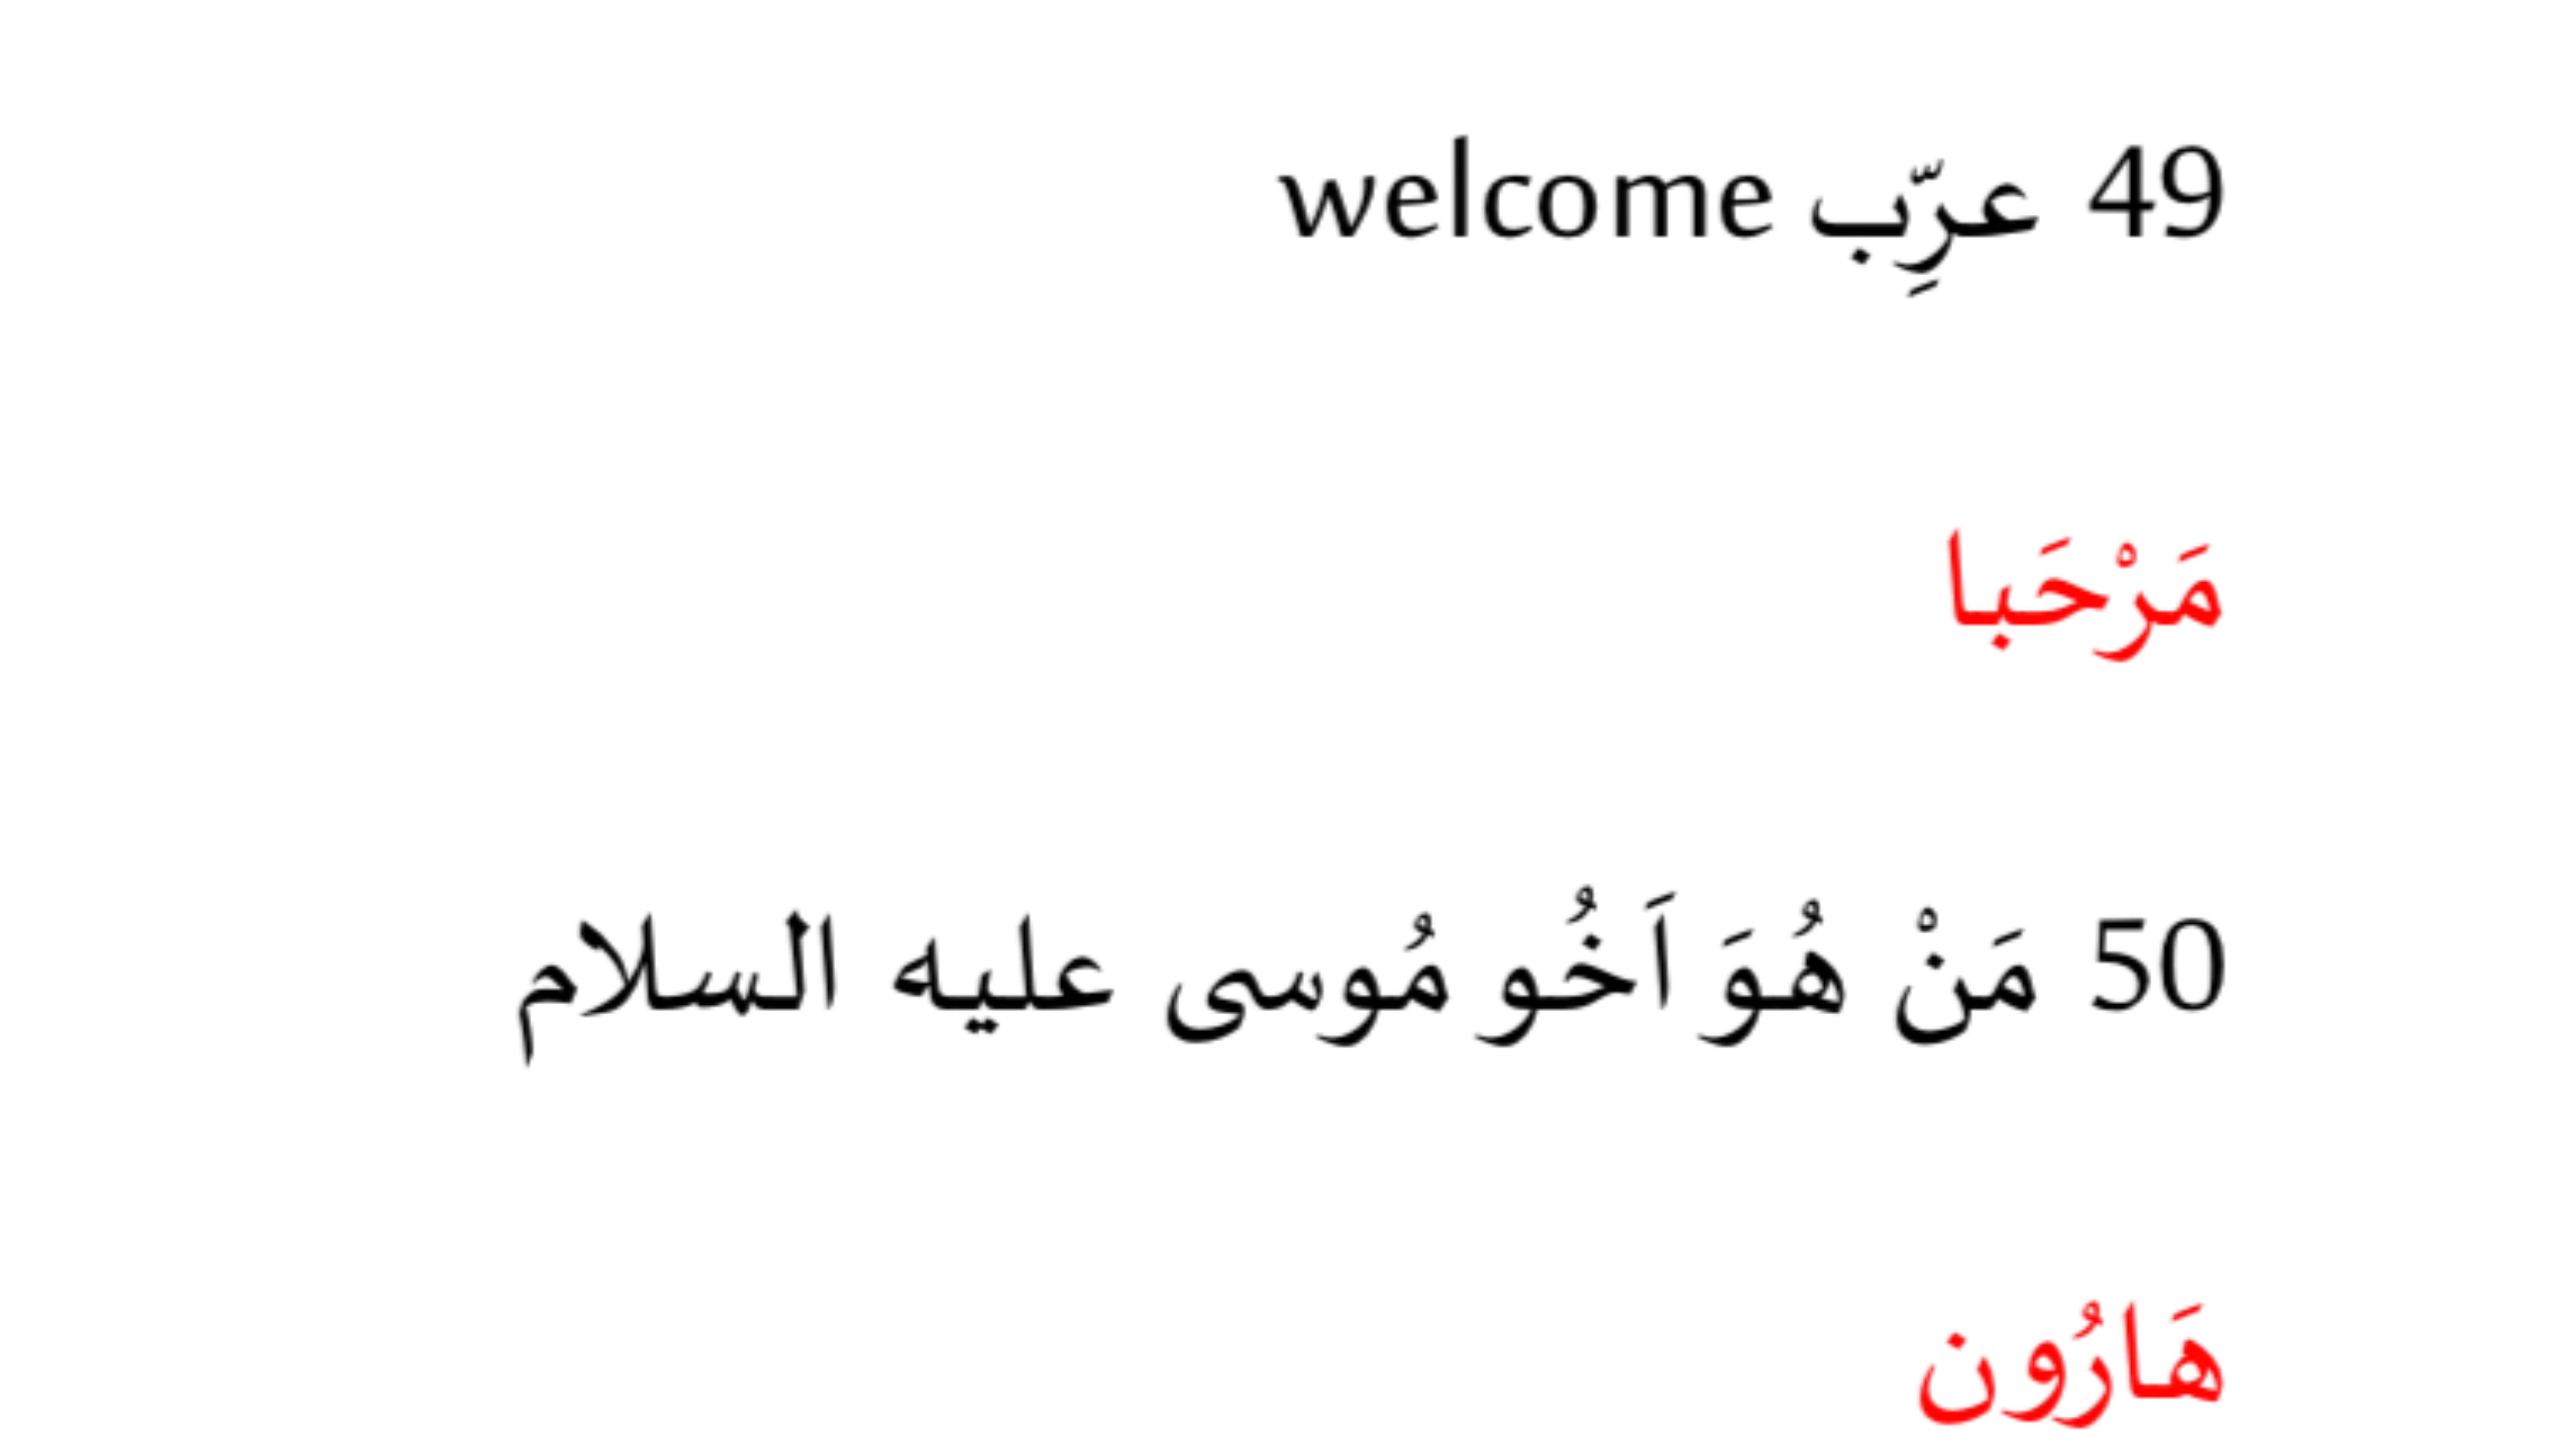 49 عرِّب welcome
مَرْحَبا
50 مَنْ هُوَ اَخُو مُوسى عليه السلام
هَارُون